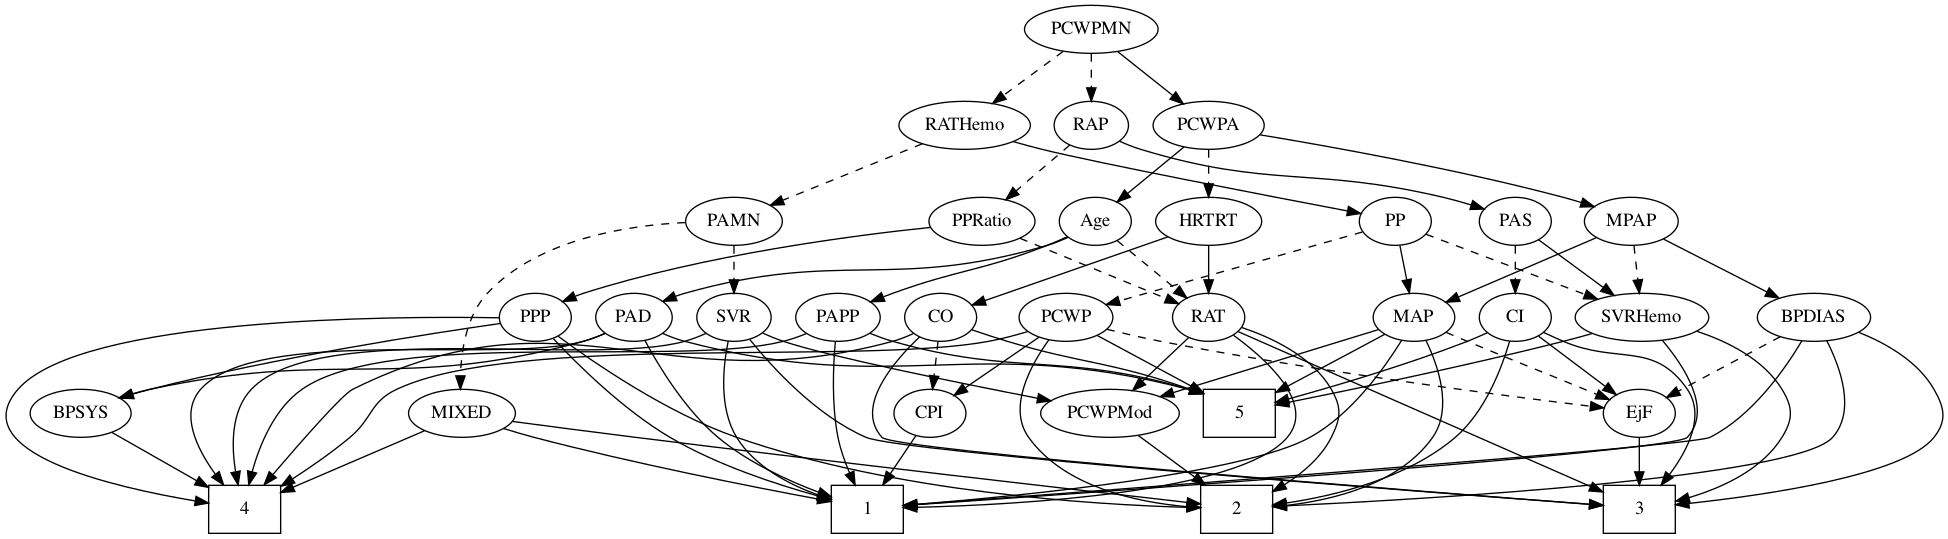 PCWPMN
RATHemo RAP PCWPA
PAMN PPRatio Age HRTRT PP PAS MPAP
PPP PAD SVR PAPP CO PCWP RAT MAP CI SVRHemo BPDIAS
BPSYS MIXED CPI PCWPMod 5 EjF
4 1 2 3